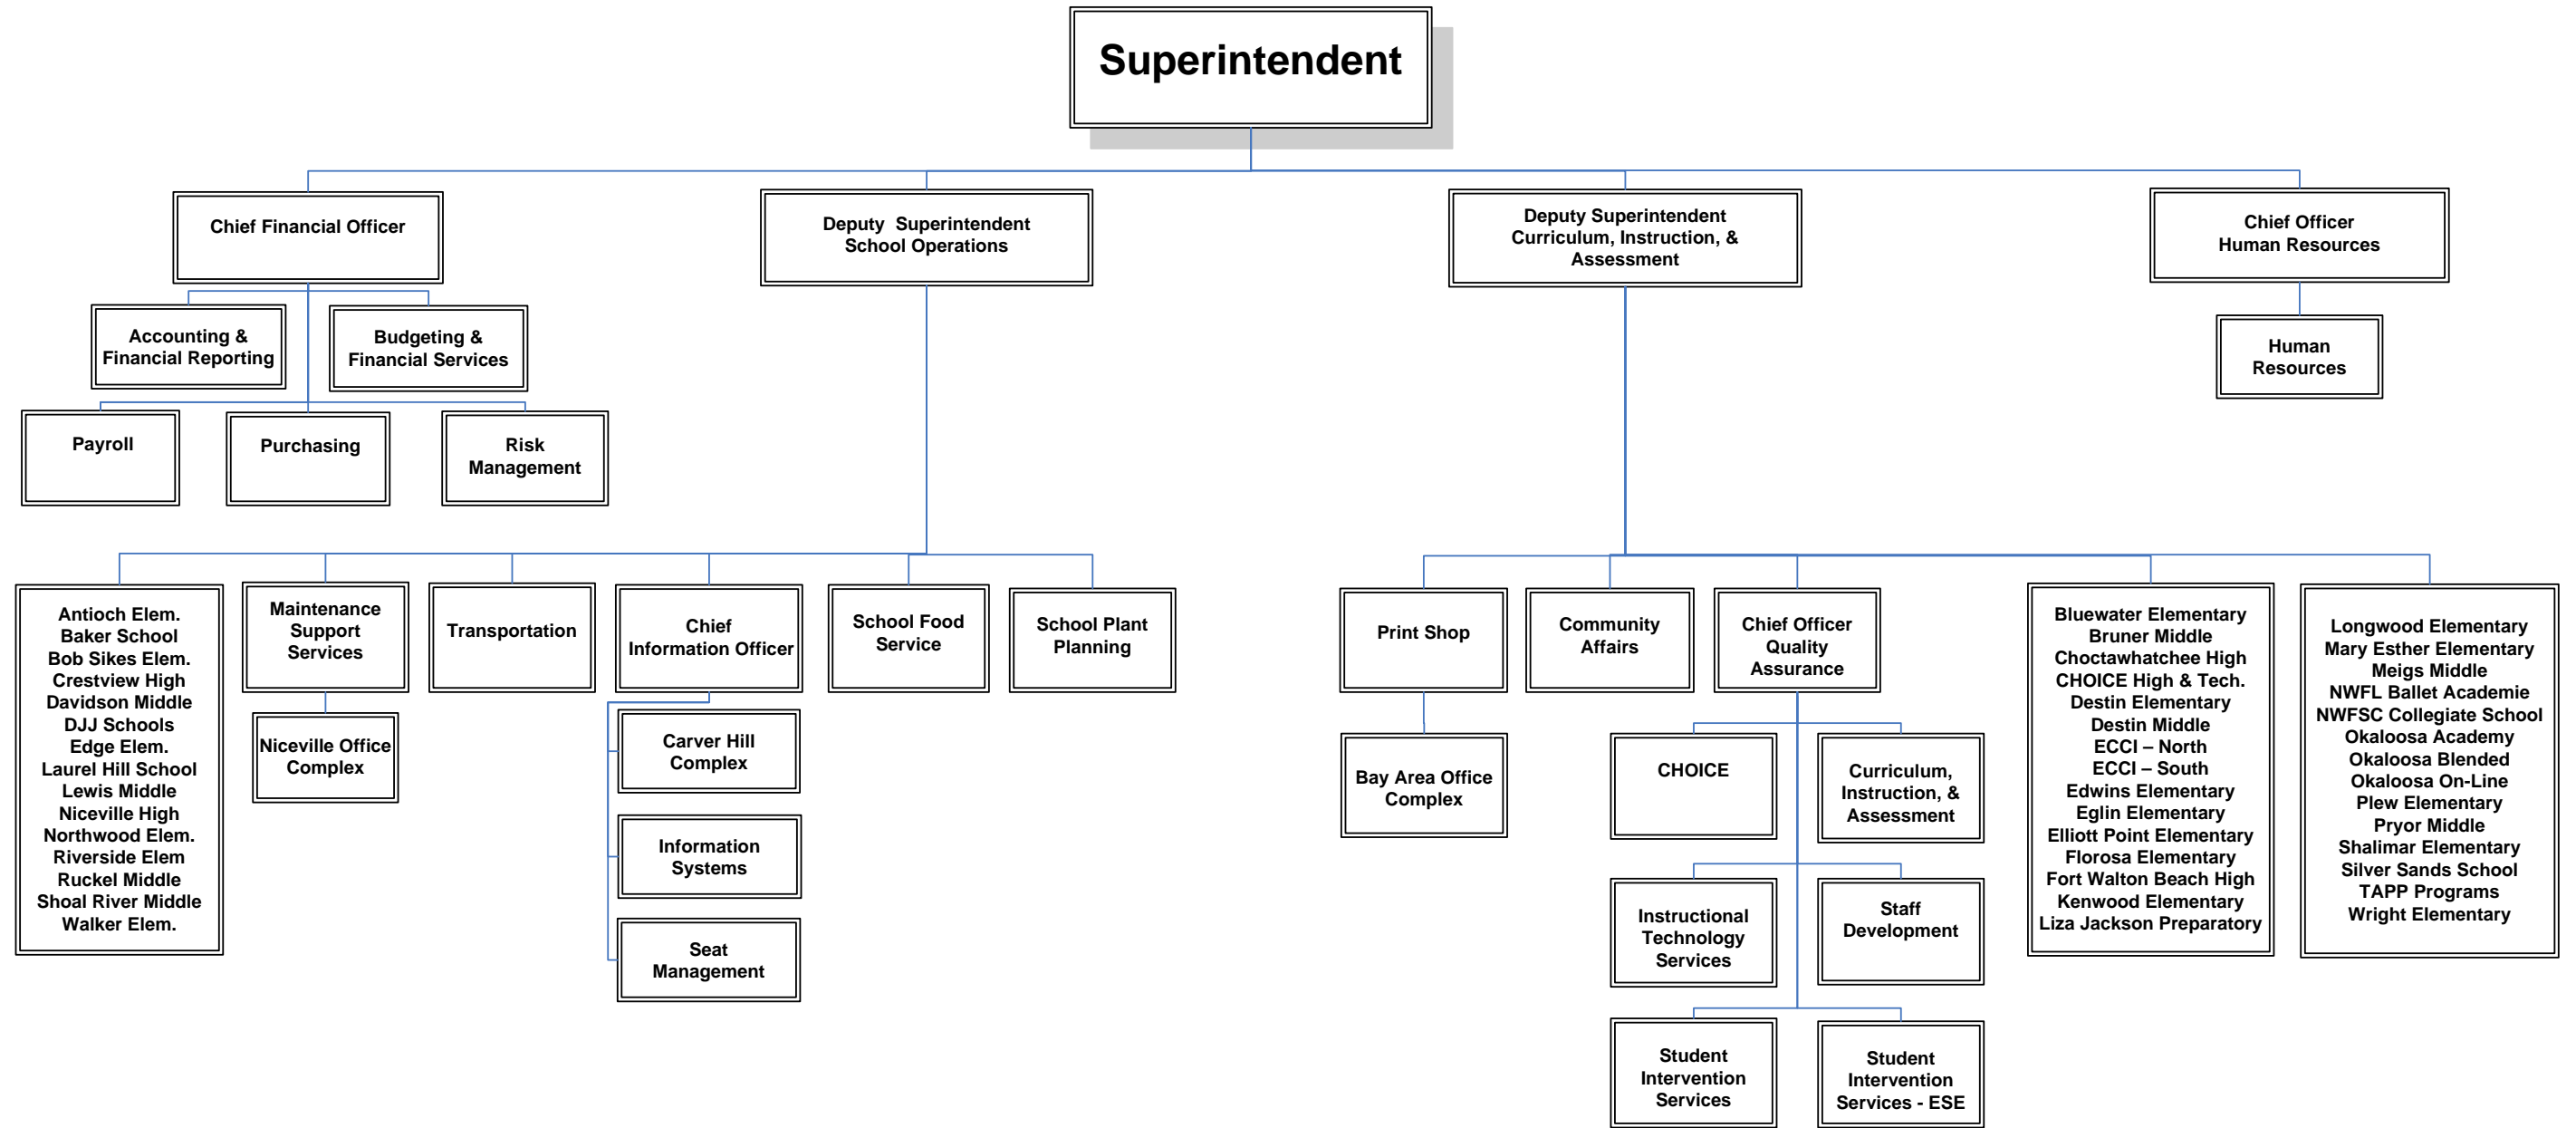 Superintendent
Chief Financial Officer
Deputy Superintendent
School Operations
Deputy Superintendent
Curriculum, Instruction, &
Assessment
Chief Officer
Human Resources
Accounting &
Financial Reporting
Budgeting &
Financial Services
Human
Resources
Payroll
Purchasing
Risk
Management
Antioch Elem.
Baker School
Bob Sikes Elem.
Crestview High
Davidson Middle
DJJ Schools
Edge Elem.
Laurel Hill School
Lewis Middle
Niceville High
Northwood Elem.
Riverside Elem
Ruckel Middle
Shoal River Middle
Walker Elem.
Maintenance
Support
Services
Niceville Office
Complex
Transportation
Chief
Information Officer
Carver Hill
Complex
Information
Systems
Seat
Management
School Food
Service
School Plant
Planning
Print Shop
Bay Area Office
Complex
Community
Affairs
Chief Officer
Quality
Assurance
CHOICE
Curriculum,
Instruction, &
Assessment
Instructional
Technology
Services
Staff
Development
Student
Intervention
Services
Student
Intervention
Services - ESE
Bluewater Elementary
Bruner Middle
Choctawhatchee High
CHOICE High & Tech.
Destin Elementary
Destin Middle
ECCI – North
ECCI – South
Edwins Elementary
Eglin Elementary
Elliott Point Elementary
Florosa Elementary
Fort Walton Beach High
Kenwood Elementary
Liza Jackson Preparatory
Longwood Elementary
Mary Esther Elementary
Meigs Middle
NWFL Ballet Academie
NWFSC Collegiate School
Okaloosa Academy
Okaloosa Blended
Okaloosa On-Line
Plew Elementary
Pryor Middle
Shalimar Elementary
Silver Sands School
TAPP Programs
Wright Elementary